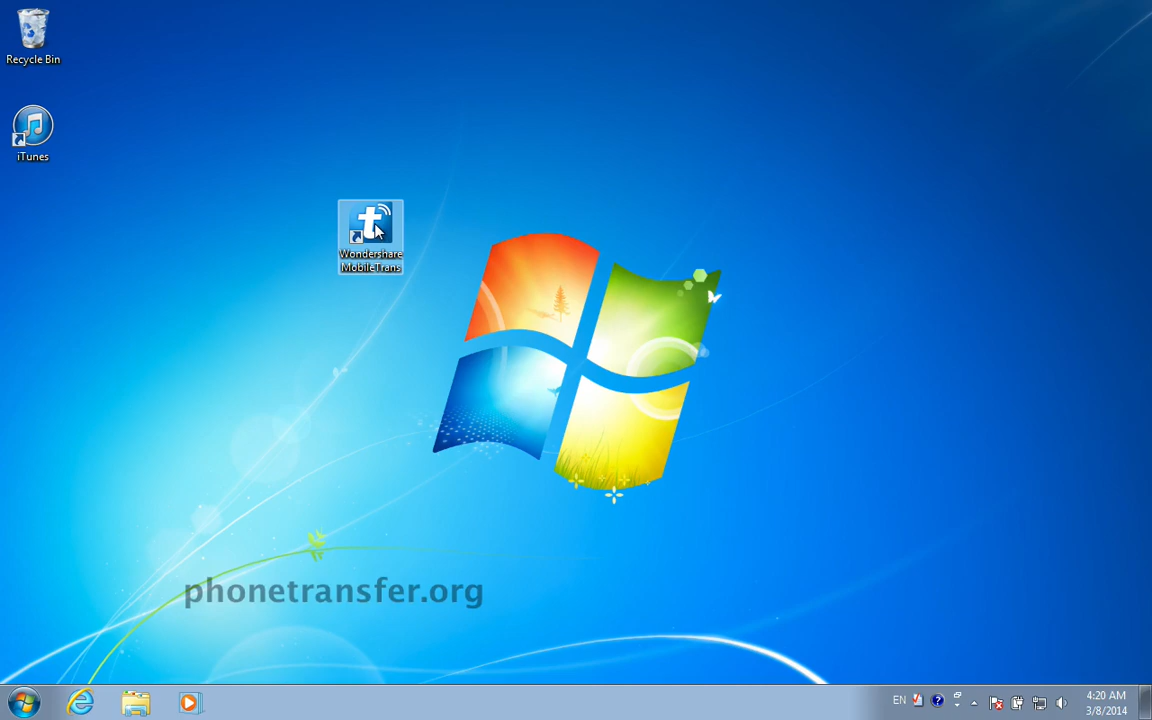 Recycle Bin
iTunes
Wondershare
MobileTrans
phonetransfer.org
EN
4:20 AM
3/8/2014